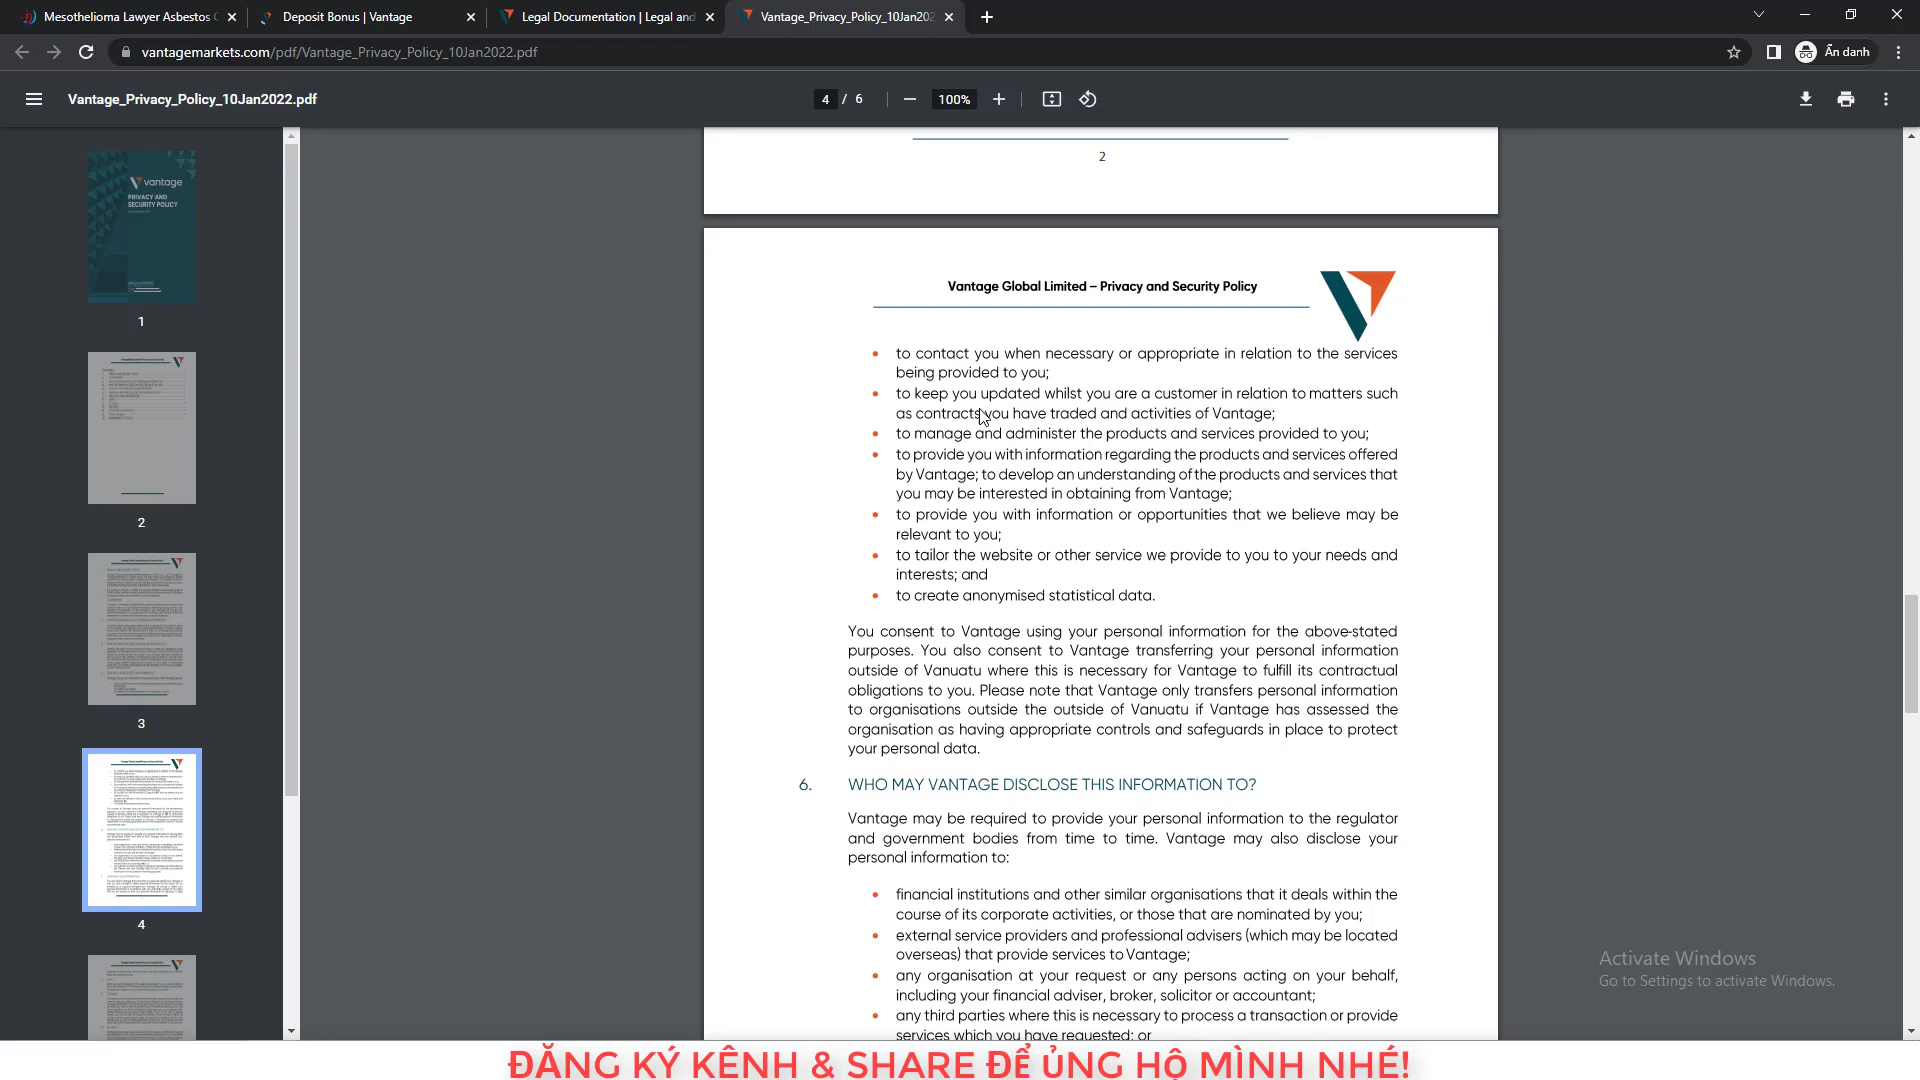 Mesothelioma Lawyer Asbestos
Deposit Bonus | Vantage
Legal Documentation | Legal and
Vantage_Privacy_Policy_10Jan202
vantagemarkets.com/pdf/Vantage_Privacy_Policy_10Jan2022.pdf
Ẩn danh
Vantage_Privacy_Policy_10Jan2022.pdf
4 / 6
100%
vantage
PRIVACY AND
SECURITY POLICY
1
2
3
4
2
Vantage Global Limited – Privacy and Security Policy
• to contact you when necessary or appropriate in relation to the services
being provided to you;
• to keep you updated whilst you are a customer in relation to matters such
as contracts you have traded and activities of Vantage;
• to manage and administer the products and services provided to you;
• to provide you with information regarding the products and services offered
by Vantage; to develop an understanding of the products and services that
you may be interested in obtaining from Vantage;
• to provide you with information or opportunities that we believe may be
relevant to you;
• to tailor the website or other service we provide to you to your needs and
interests; and
• to create anonymised statistical data.
You consent to Vantage using your personal information for the above-stated
purposes. You also consent to Vantage transferring your personal information
outside of Vanuatu where this is necessary for Vantage to fulfill its contractual
obligations to you. Please note that Vantage only transfers personal information
to organisations outside the outside of Vanuatu if Vantage has assessed the
organisation as having appropriate controls and safeguards in place to protect
your personal data.
6. WHO MAY VANTAGE DISCLOSE THIS INFORMATION TO?
Vantage may be required to provide your personal information to the regulator
and government bodies from time to time. Vantage may also disclose your
personal information to:
• financial institutions and other similar organisations that it deals within the
course of its corporate activities, or those that are nominated by you;
• external service providers and professional advisers (which may be located
overseas) that provide services to Vantage;
• any organisation at your request or any persons acting on your behalf,
including your financial adviser, broker, solicitor or accountant;
• any third parties where this is necessary to process a transaction or provide
services which you have requested; or
Activate Windows
Go to Settings to activate Windows.
ĐĂNG KÝ KÊNH & SHARE ĐỂ ỦNG HỘ MÌNH NHÉ!